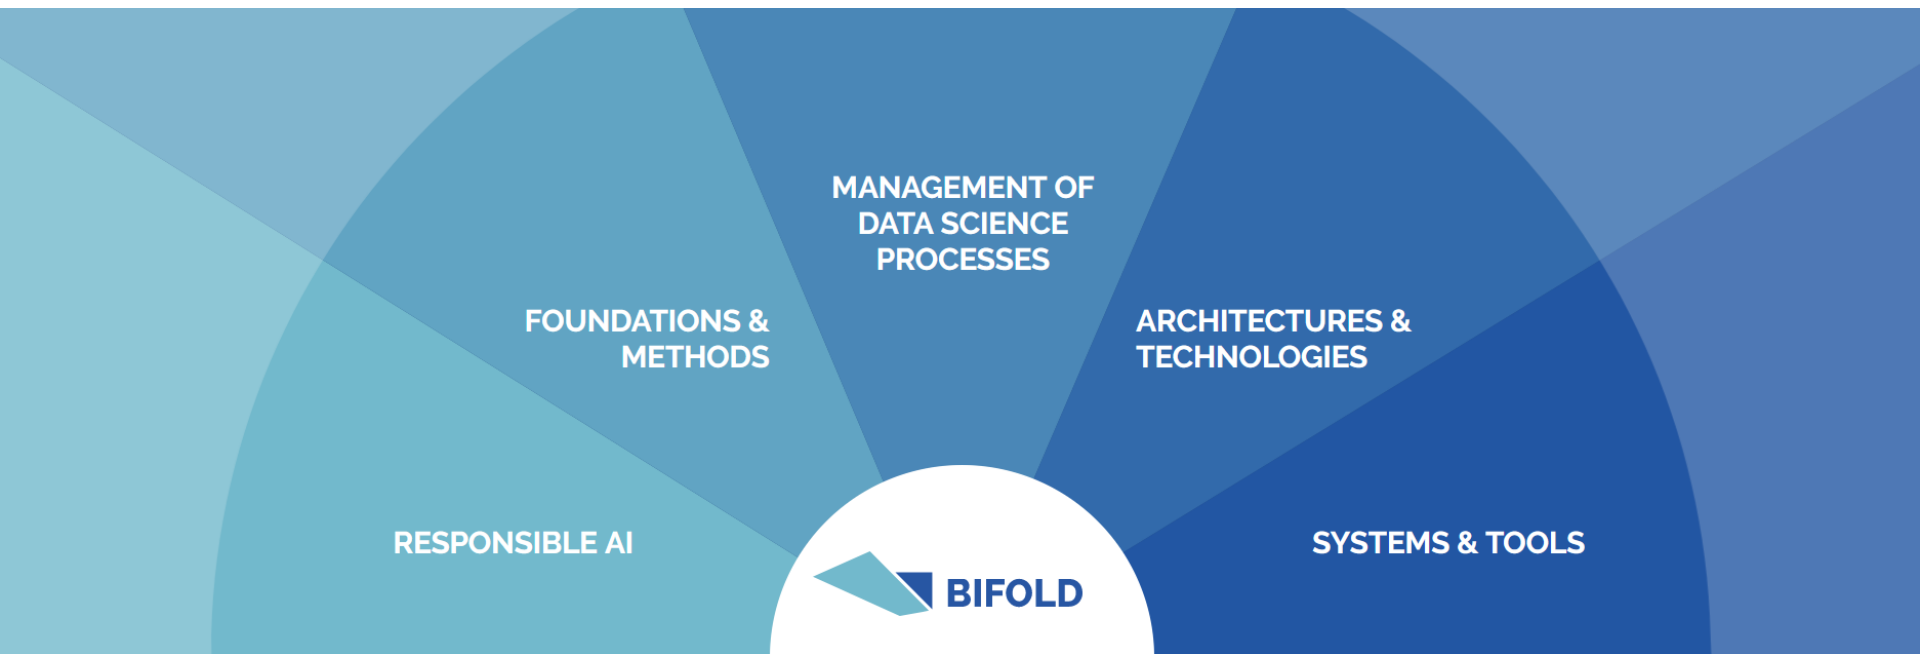 MANAGEMENT OF
DATA SCIENCE
PROCESSES
FOUNDATIONS &
METHODS
ARCHITECTURES &
TECHNOLOGIES
RESPONSIBLE AI
SYSTEMS & TOOLS
BIFOLD